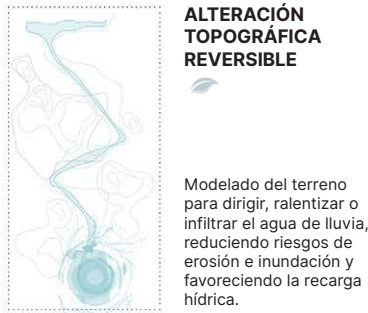 ALTERACIÓN
TOPOGRÁFICA
REVERSIBLE
Modelado del terreno
para dirigir, ralentizar o
infiltrar el agua de lluvia,
reduciendo riesgos de
erosión e inundación y
favoreciendo la recarga
hídrica.